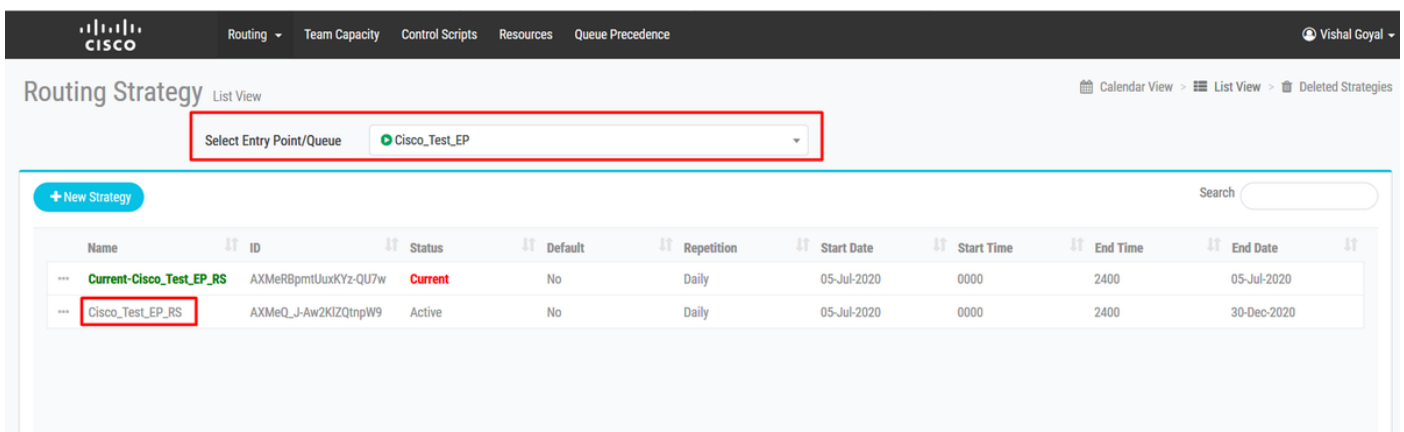 CISCO Routing Team Capacity Control Scripts Resources Queue Precedence Vishal Goyal
Routing Strategy List View Calendar View > List View > Deleted Strategies
Select Entry Point/Queue Cisco_Test_EP
+New Strategy Search
Name ID Status Default Repetition Start Date Start Time End Time End Date
Current-Cisco_Test_EP_RS AXMeRBpmtUuxKYz-QU7w Current No Daily 05-Jul-2020 0000 2400 05-Jul-2020
Cisco_Test_EP_RS AXMeQ_J-Aw2KlZQtnpW9 Active No Daily 05-Jul-2020 0000 2400 30-Dec-2020